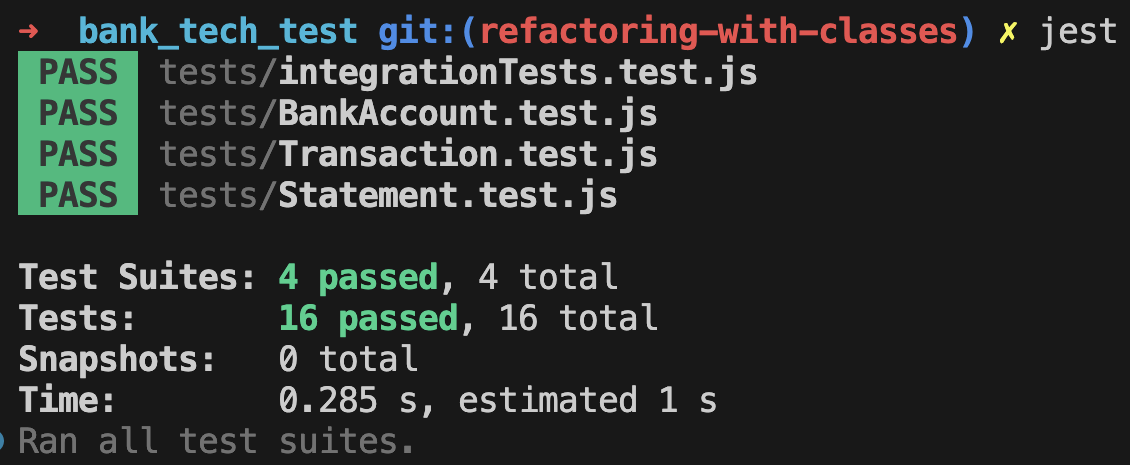 ➜ bank_tech_test git:(refactoring-with-classes) ✗ jest
PASS tests/integrationTests.test.js
PASS tests/BankAccount.test.js
PASS tests/Transaction.test.js
PASS tests/Statement.test.js
Test Suites: 4 passed, 4 total
Tests: 16 passed, 16 total
Snapshots: 0 total
Time: 0.285 s, estimated 1 s
Ran all test suites.